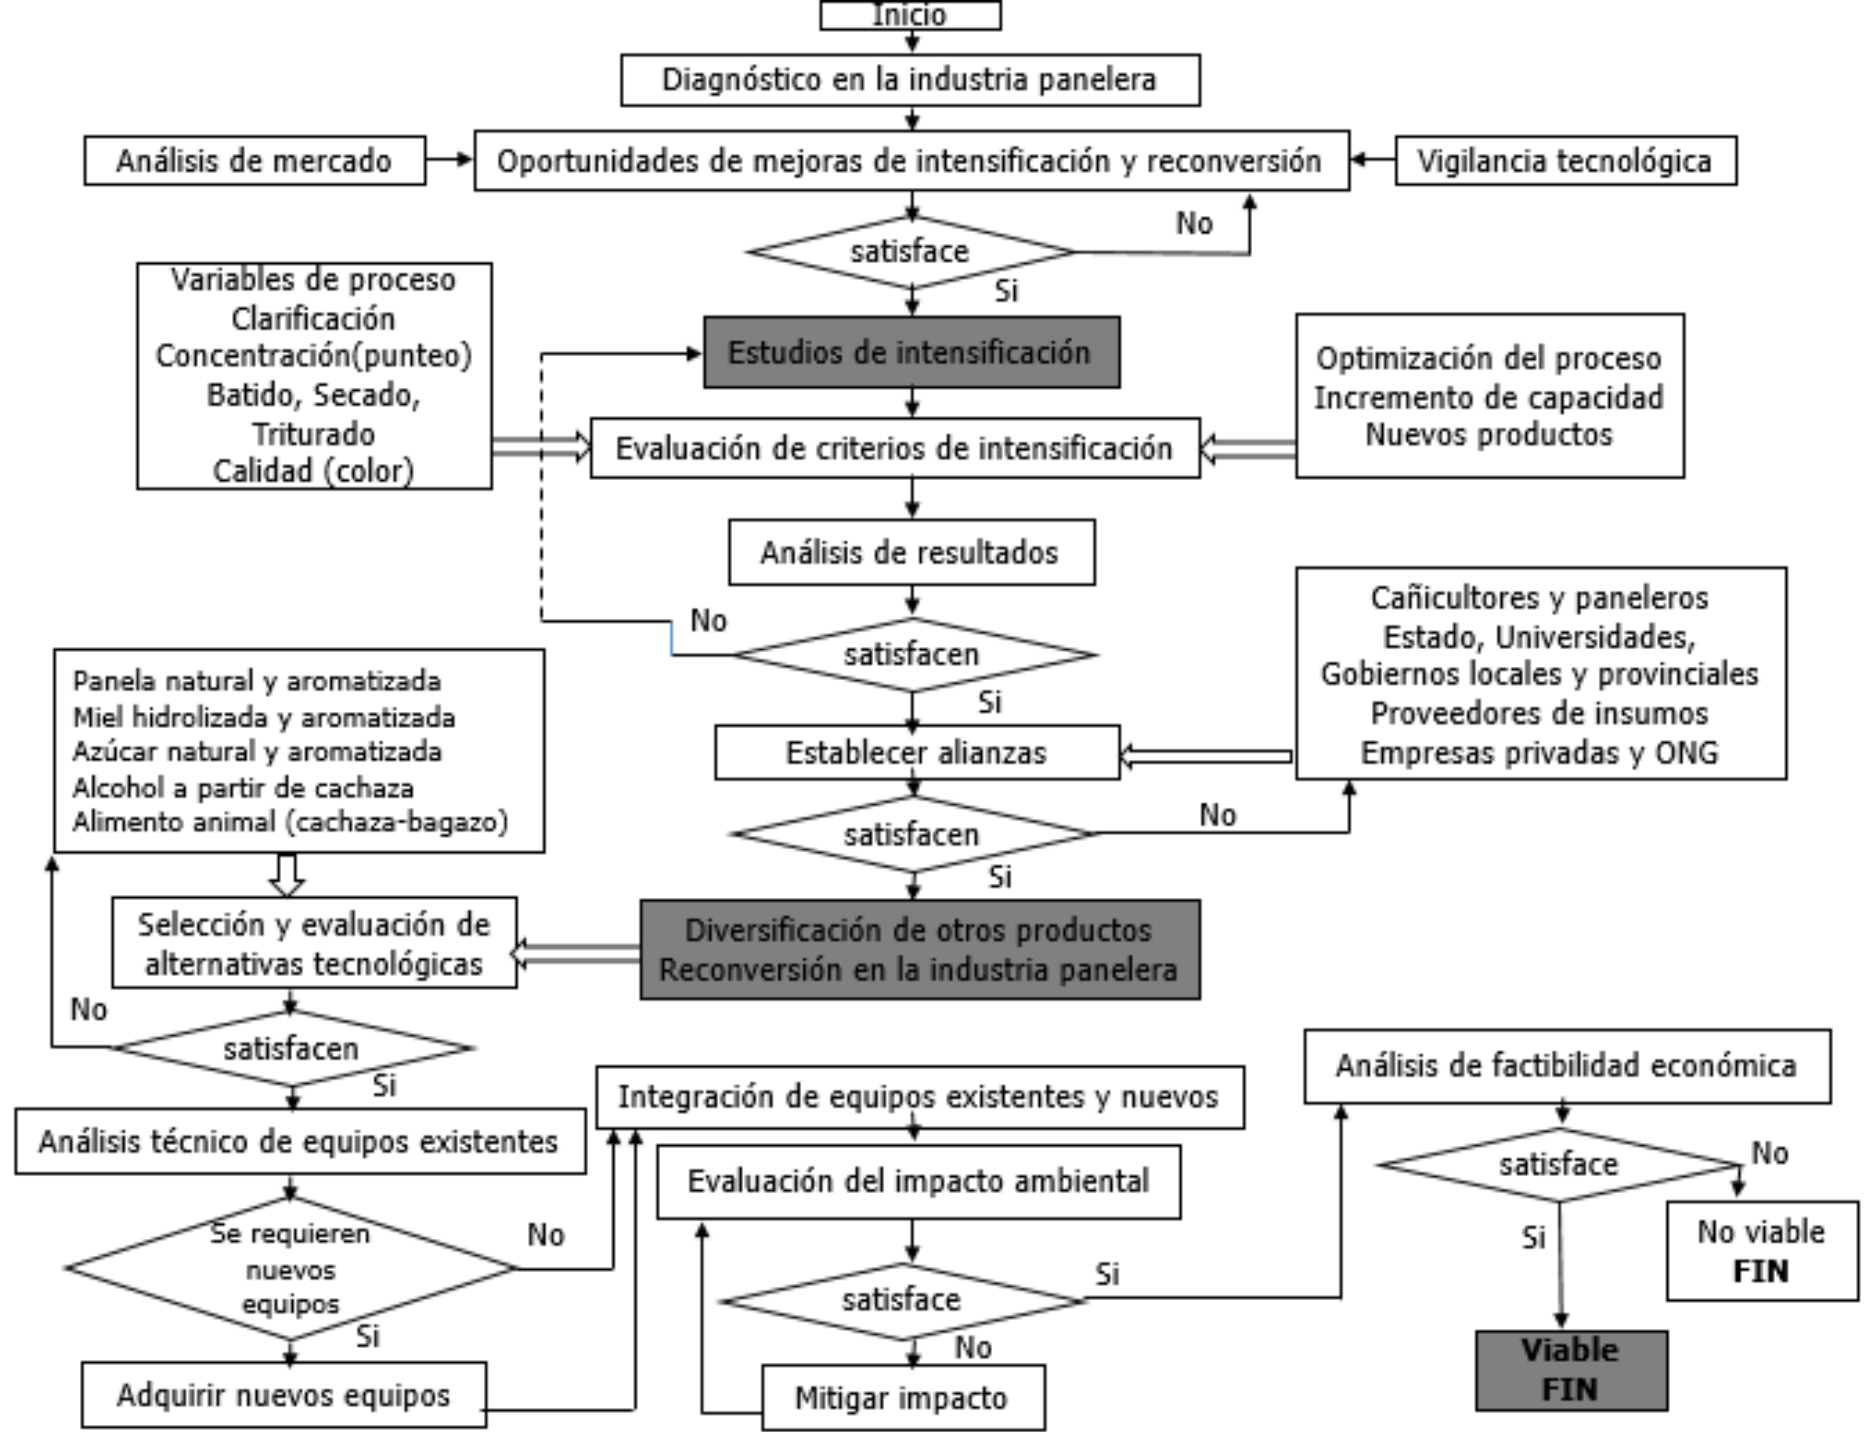 Inicio
Diagnóstico en la industria panelera
Análisis de mercado
Oportunidades de mejoras de intensificación y reconversión
Vigilancia tecnológica
satisface
No
Si
Variables de proceso
Clarificación
Concentración(punteo)
Batido, Secado,
Triturado
Calidad (color)
Estudios de intensificación
Optimización del proceso
Incremento de capacidad
Nuevos productos
Evaluación de criterios de intensificación
Análisis de resultados
satisfacen
No
Si
Cañicultores y paneleros
Estado, Universidades,
Gobiernos locales y provinciales
Proveedores de insumos
Empresas privadas y ONG
Establecer alianzas
satisfacen
No
Si
Panela natural y aromatizada
Miel hidrolizada y aromatizada
Azúcar natural y aromatizada
Alcohol a partir de cachaza
Alimento animal (cachaza-bagazo)
Diversificación de otros productos
Reconversión en la industria panelera
Selección y evaluación de
alternativas tecnológicas
No
satisfacen
Si
Análisis técnico de equipos existentes
Se requieren
nuevos
equipos
No
Si
Adquirir nuevos equipos
Integración de equipos existentes y nuevos
Evaluación del impacto ambiental
satisface
Si
No
Mitigar impacto
Análisis de factibilidad económica
satisface
No
Si
No viable
FIN
Viable
FIN